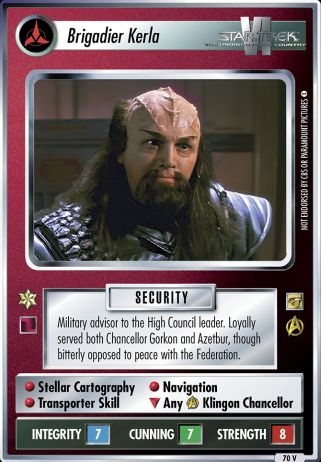 Brigadier Kerla
STAR TREK
VI
THE UNDISCOVERED COUNTRY
NOT ENDORSED BY CBS OR PARAMOUNT PICTURES
SECURITY
Military advisor to the High Council leader. Loyally
served both Chancellor Gorkon and Azetbur, though
bitterly opposed to peace with the Federation.
Stellar Cartography Navigation
Transporter Skill Any Klingon Chancellor
INTEGRITY 7 CUNNING 7 STRENGTH 8
70 V